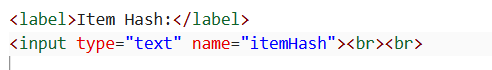 <label>Item Hash:</label>
<input type="text" name="itemHash"><br><br>